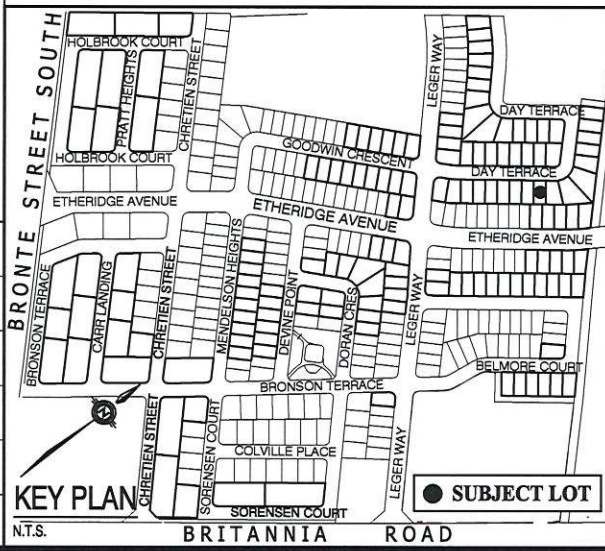 HOLBROOK COURT
BRONTE STREET SOUTH
PRATT HEIGHTS
CHRETIEN STREET
LEGER WAY
DAY TERRACE
GOODWIN CRESCENT
HOLBROOK COURT
DAY TERRACE
ETHERIDGE AVENUE
ETHERIDGE AVENUE
ETHERIDGE AVENUE
BRONSON TERRACE
CARR LANDING
CHRETIEN STREET
MENDELSON HEIGHTS
DEVINE POINT
DORAN CRES
LEGER WAY
BELMORE COURT
BRONSON TERRACE
N
CHRETIEN STREET
SORENSEN COURT
COLVILLE PLACE
LEGER WAY
KEY PLAN
SUBJECT LOT
SORENSEN COURT
N.T.S.
BRITANNIA ROAD